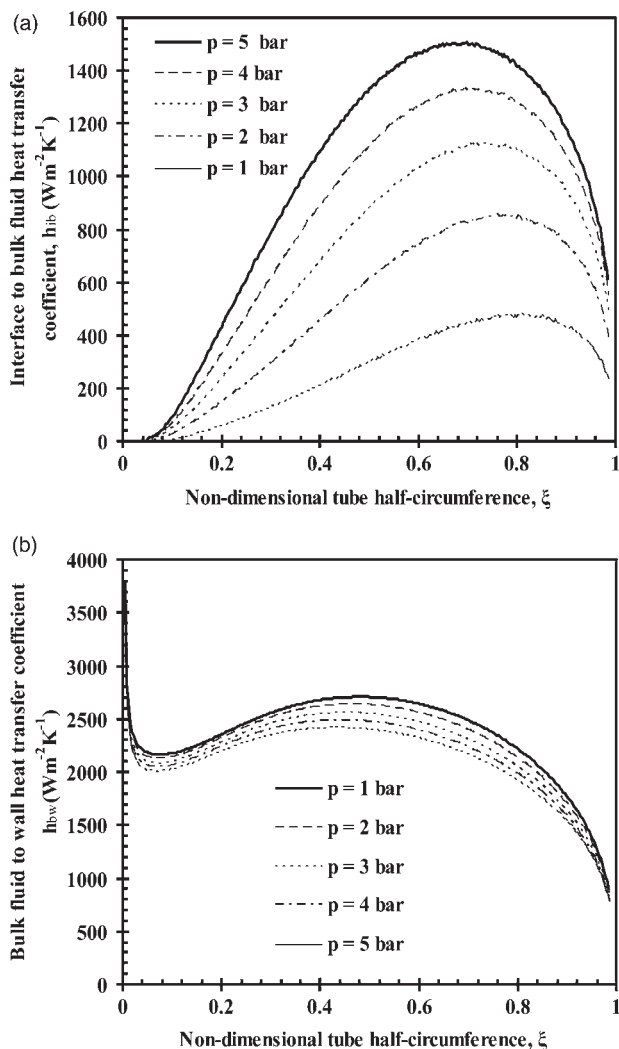 (a)
1600
1400
1200
1000
800
600
400
200
0
Interface to bulk fluid heat transfer
coefficient, hib (Wm-2K-1)
p = 5 bar
p = 4 bar
p = 3 bar
p = 2 bar
p = 1 bar
0 0.2 0.4 0.6 0.8 1
Non-dimensional tube half-circumference, ξ
(b)
4000
3500
3000
2500
2000
1500
1000
500
0
Bulk fluid to wall heat transfer coefficient
hbw(Wm-2K-1)
p = 1 bar
p = 2 bar
p = 3 bar
p = 4 bar
p = 5 bar
0 0.2 0.4 0.6 0.8 1
Non-dimensional tube half-circumference, ξ